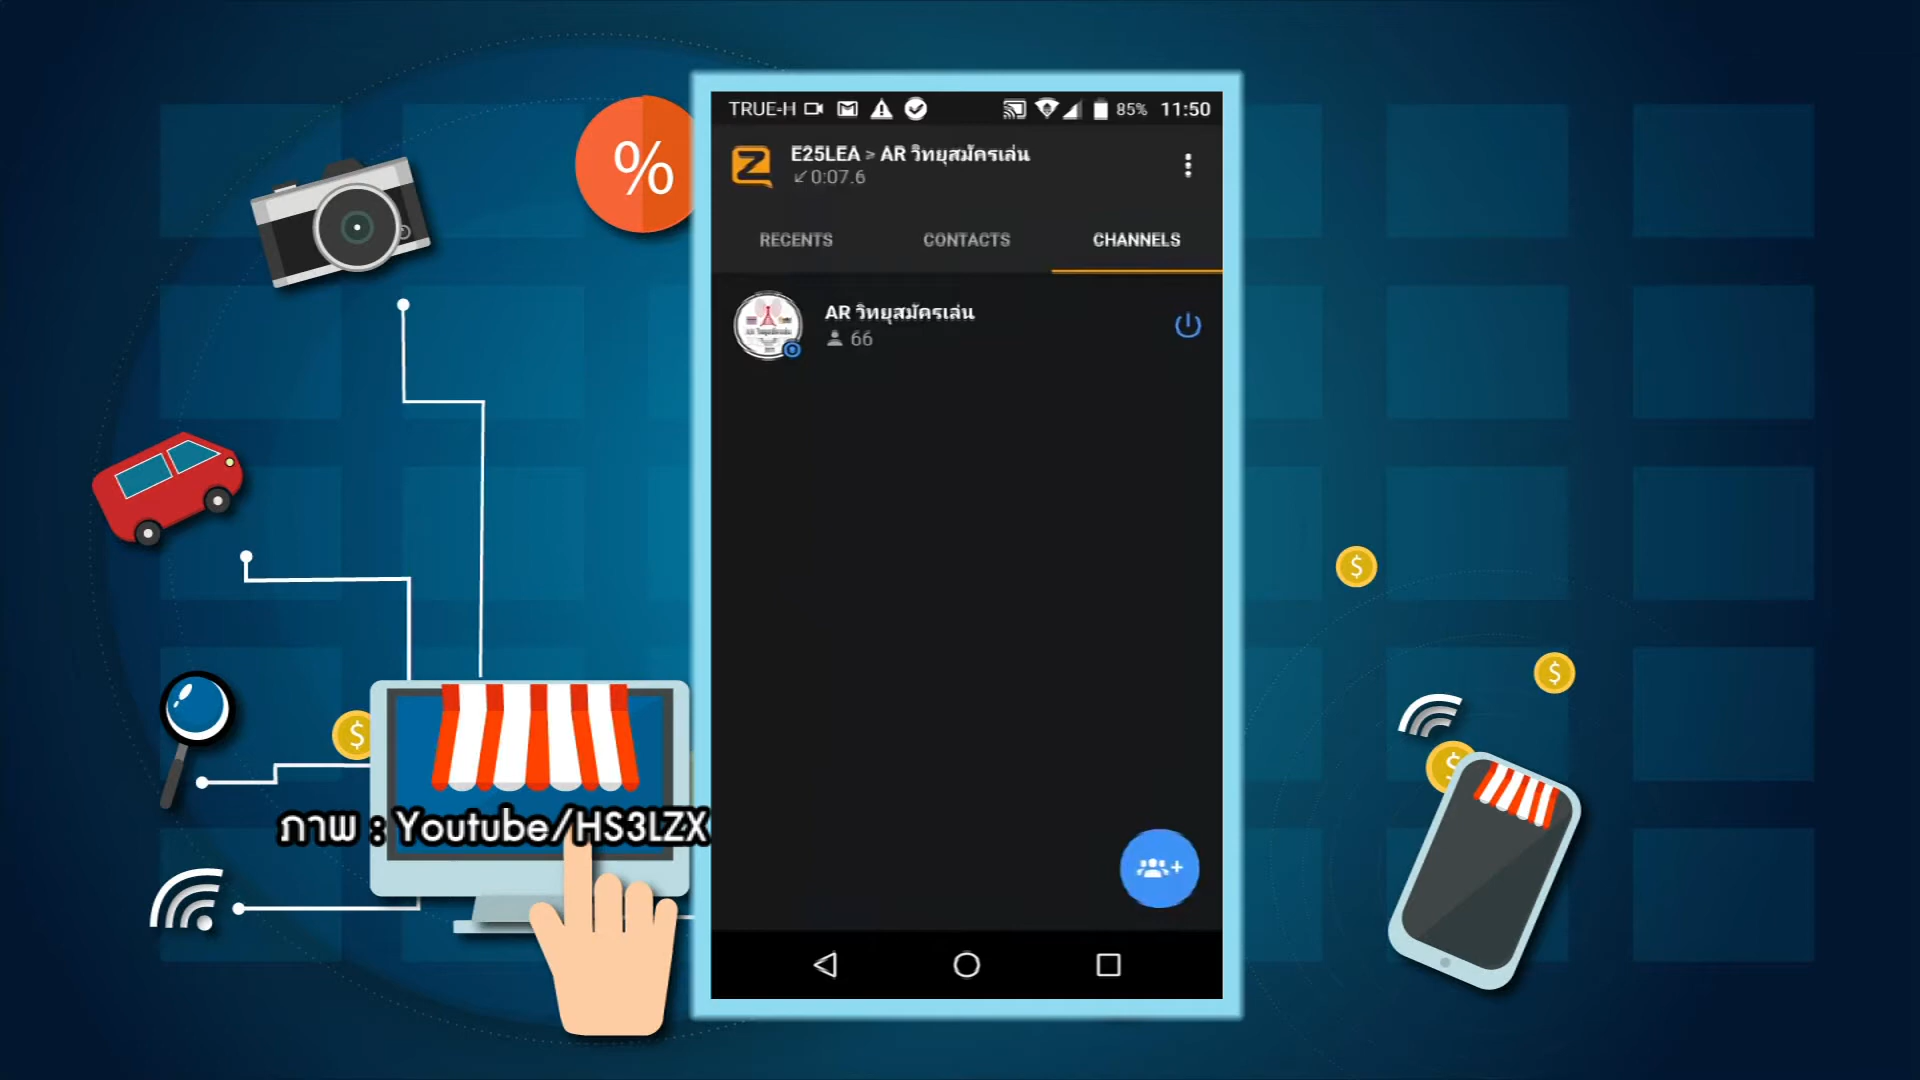 %
TRUE-H 85% 11:50
E25LEA > AR วิทยุสมัครเล่น
↙ 0:07.6
RECENTS CONTACTS CHANNELS
AR วิทยุสมัครเล่น
66
ภาพ : Youtube/HS3LZX
$
$
$
$